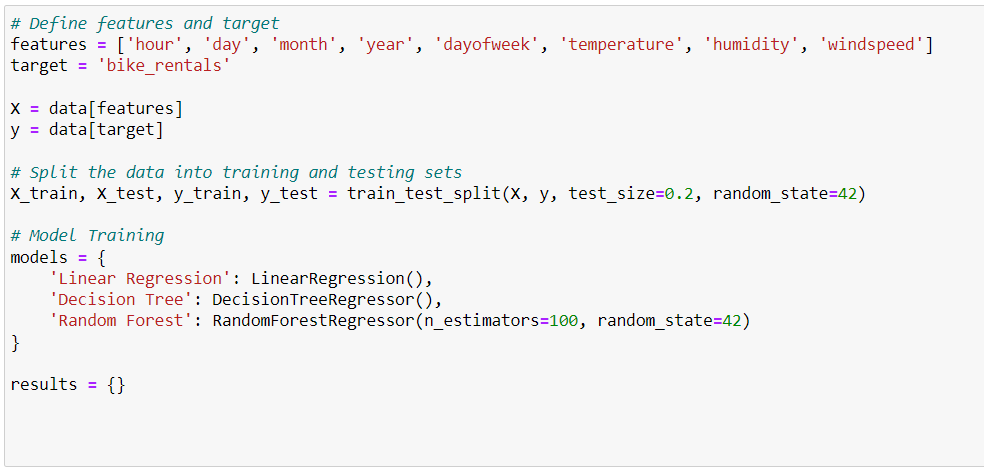 # Define features and target
features = ['hour', 'day', 'month', 'year', 'dayofweek', 'temperature', 'humidity', 'windspeed']
target = 'bike_rentals'
X = data[features]
y = data[target]
# Split the data into training and testing sets
X_train, X_test, y_train, y_test = train_test_split(X, y, test_size=0.2, random_state=42)
# Model Training
models = {
    'Linear Regression': LinearRegression(),
    'Decision Tree': DecisionTreeRegressor(),
    'Random Forest': RandomForestRegressor(n_estimators=100, random_state=42)
}
results = {}